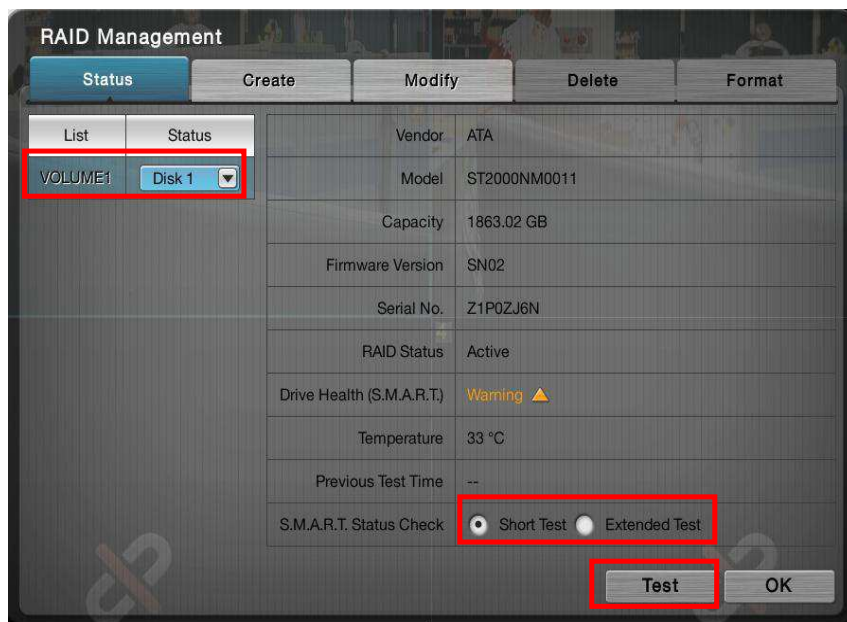 RAID Management
Status Create Modify Delete Format
List Status
VOLUME1 Disk 1
Vendor ATA
Model ST2000NM0011
Capacity 1863.02 GB
Firmware Version SN02
Serial No. Z1P0ZJ6N
RAID Status Active
Drive Health (S.M.A.R.T.) Warning
Temperature 33 °C
Previous Test Time --
S.M.A.R.T. Status Check Short Test Extended Test
Test OK